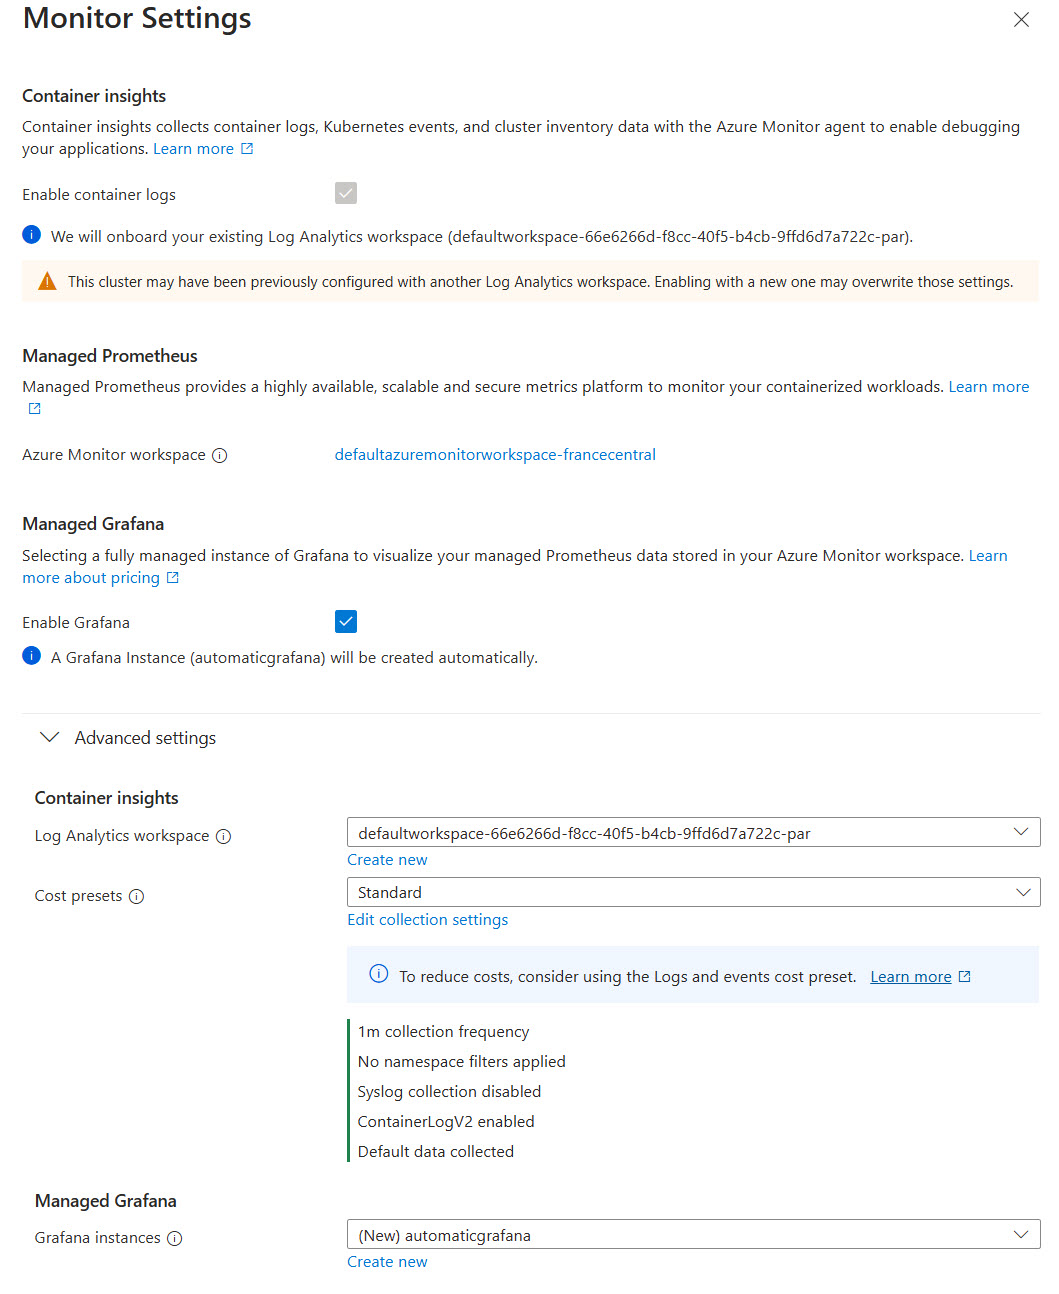 Monitor Settings
Container insights
Container insights collects container logs, Kubernetes events, and cluster inventory data with the Azure Monitor agent to enable debugging
your applications. Learn more
Enable container logs
We will onboard your existing Log Analytics workspace (defaultworkspace-66e6266d-f8cc-40f5-b4cb-9ffd6d7a722c-par).
This cluster may have been previously configured with another Log Analytics workspace. Enabling with a new one may overwrite those settings.
Managed Prometheus
Managed Prometheus provides a highly available, scalable and secure metrics platform to monitor your containerized workloads. Learn more
Azure Monitor workspace
defaultazuremonitorworkspace-francecentral
Managed Grafana
Selecting a fully managed instance of Grafana to visualize your managed Prometheus data stored in your Azure Monitor workspace. Learn
more about pricing
Enable Grafana
A Grafana Instance (automaticgrafana) will be created automatically.
Advanced settings
Container insights
Log Analytics workspace
defaultworkspace-66e6266d-f8cc-40f5-b4cb-9ffd6d7a722c-par
Create new
Cost presets
Standard
Edit collection settings
To reduce costs, consider using the Logs and events cost preset. Learn more
1m collection frequency
No namespace filters applied
Syslog collection disabled
ContainerLogV2 enabled
Default data collected
Managed Grafana
Grafana instances
(New) automaticgrafana
Create new